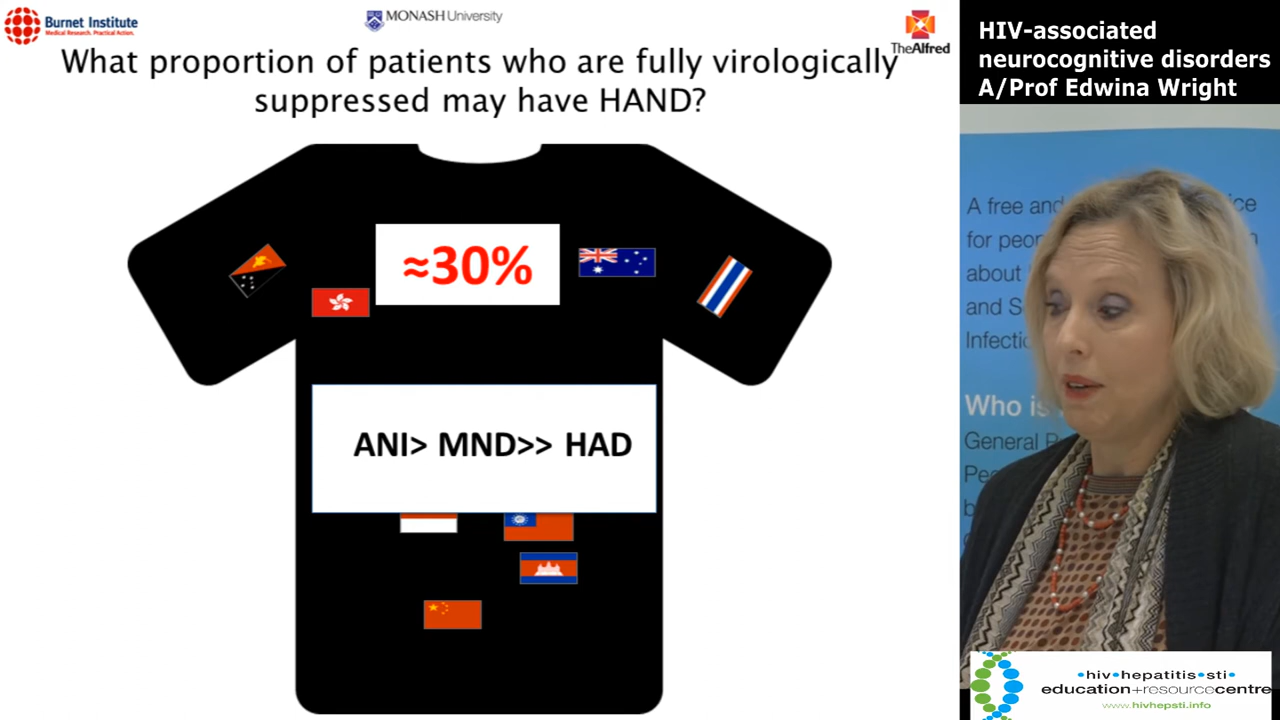 Burnet Institute
Medical Research. Practical Action.
MONASH University
TheAlfred
What proportion of patients who are fully virologically
suppressed may have HAND?
≈30%
ANI> MND>> HAD
HIV-associated
neurocognitive disorders
A/Prof Edwina Wright
A free and
ice
for peop
about
and S
Infectio
Who is
General P
Peo
b
•hiv•hepatitis•sti•
education+resourcecentre
www.hivhepsti.info